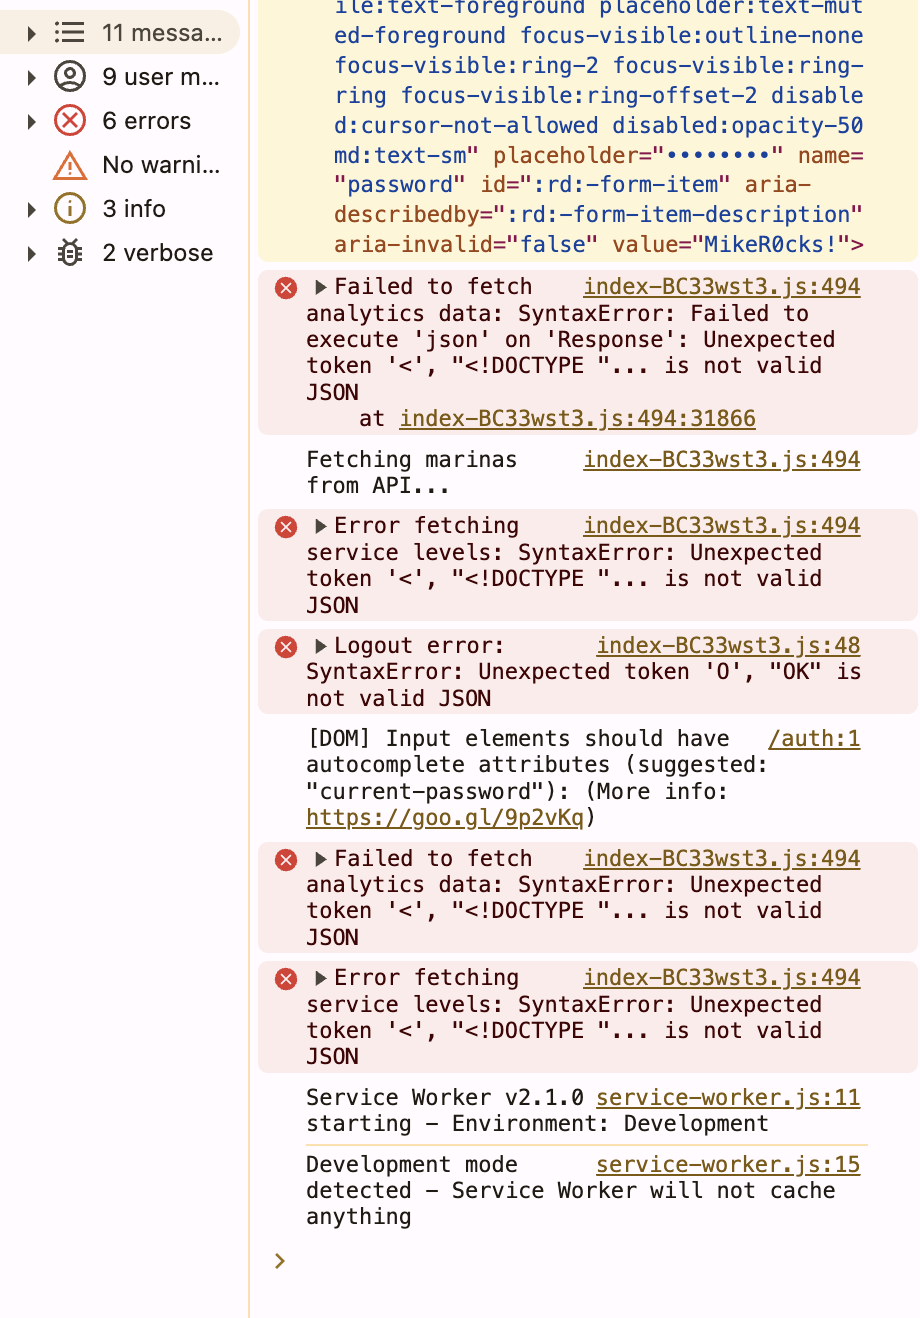 11 messa...
9 user m...
6 errors
No warni...
3 info
2 verbose
ile:text-foreground placeholder:text-mut
ed-foreground focus-visible:outline-none
focus-visible:ring-2 focus-visible:ring-
ring focus-visible:ring-offset-2 disable
d:cursor-not-allowed disabled:opacity-50
md:text-sm" placeholder="••••••••" name=
"password" id=":rd:-form-item" aria-
describedby=":rd:-form-item-description"
aria-invalid="false" value="MikeR0cks!">
Failed to fetch index-BC33wst3.js:494
analytics data: SyntaxError: Failed to
execute 'json' on 'Response': Unexpected
token '<', "<!DOCTYPE "... is not valid
JSON
at index-BC33wst3.js:494:31866
Fetching marinas index-BC33wst3.js:494
from API...
Error fetching index-BC33wst3.js:494
service levels: SyntaxError: Unexpected
token '<', "<!DOCTYPE "... is not valid
JSON
Logout error: index-BC33wst3.js:48
SyntaxError: Unexpected token 'O', "OK" is
not valid JSON
[DOM] Input elements should have /auth:1
autocomplete attributes (suggested:
"current-password"): (More info:
https://goo.gl/9p2vKq)
Failed to fetch index-BC33wst3.js:494
analytics data: SyntaxError: Unexpected
token '<', "<!DOCTYPE "... is not valid
JSON
Error fetching index-BC33wst3.js:494
service levels: SyntaxError: Unexpected
token '<', "<!DOCTYPE "... is not valid
JSON
Service Worker v2.1.0 service-worker.js:11
starting – Environment: Development
Development mode service-worker.js:15
detected – Service Worker will not cache
anything